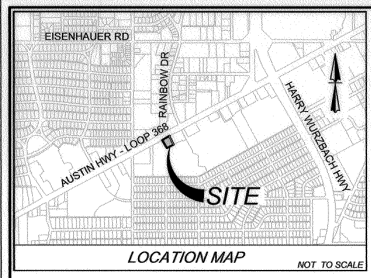 EISENHAUER RD
RAINBOW DR
HARRY WURZBACH HWY
AUSTIN HWY - LOOP 368
SITE
LOCATION MAP
NOT TO SCALE